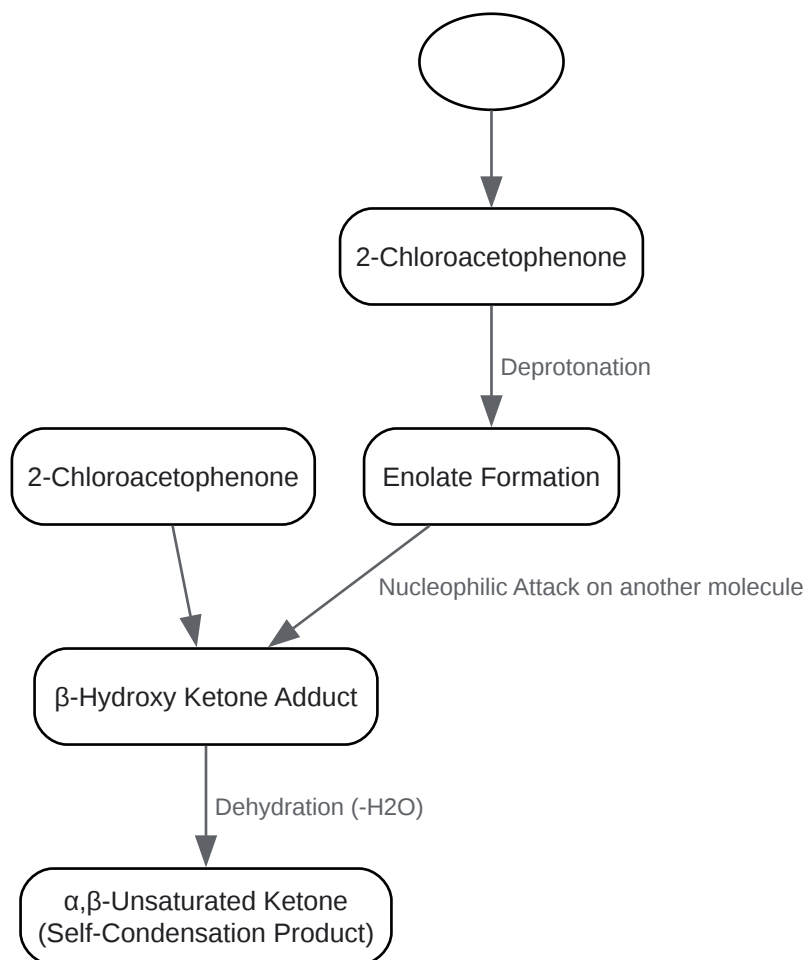 2-Chloroacetophenone
Deprotonation
2-Chloroacetophenone
Enolate Formation
Nucleophilic Attack on another molecule
β-Hydroxy Ketone Adduct
Dehydration (-H2O)
α,β-Unsaturated Ketone
(Self-Condensation Product)